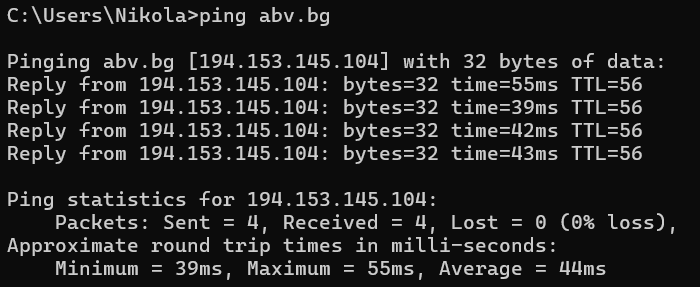 C:\Users\Nikola>ping abv.bg
Pinging abv.bg [194.153.145.104] with 32 bytes of data:
Reply from 194.153.145.104: bytes=32 time=55ms TTL=56
Reply from 194.153.145.104: bytes=32 time=39ms TTL=56
Reply from 194.153.145.104: bytes=32 time=42ms TTL=56
Reply from 194.153.145.104: bytes=32 time=43ms TTL=56
Ping statistics for 194.153.145.104:
    Packets: Sent = 4, Received = 4, Lost = 0 (0% loss),
Approximate round trip times in milli-seconds:
    Minimum = 39ms, Maximum = 55ms, Average = 44ms